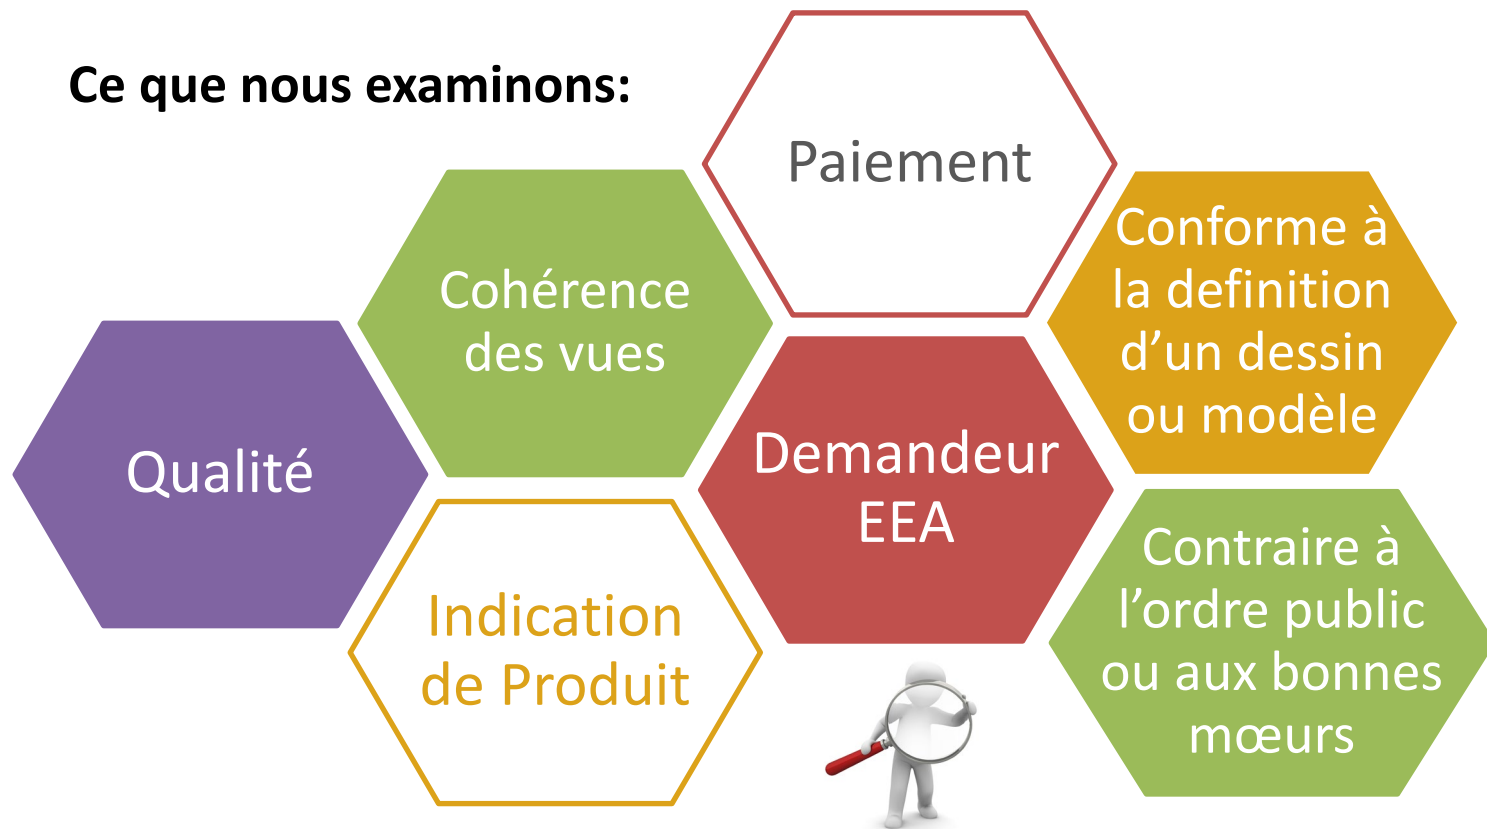 Ce que nous examinons:
Paiement
Cohérence
des vues
Conforme à
la definition
d’un dessin
ou modèle
Qualité
Demandeur
EEA
Indication
de Produit
Contraire à
l’ordre public
ou aux bonnes
mœurs